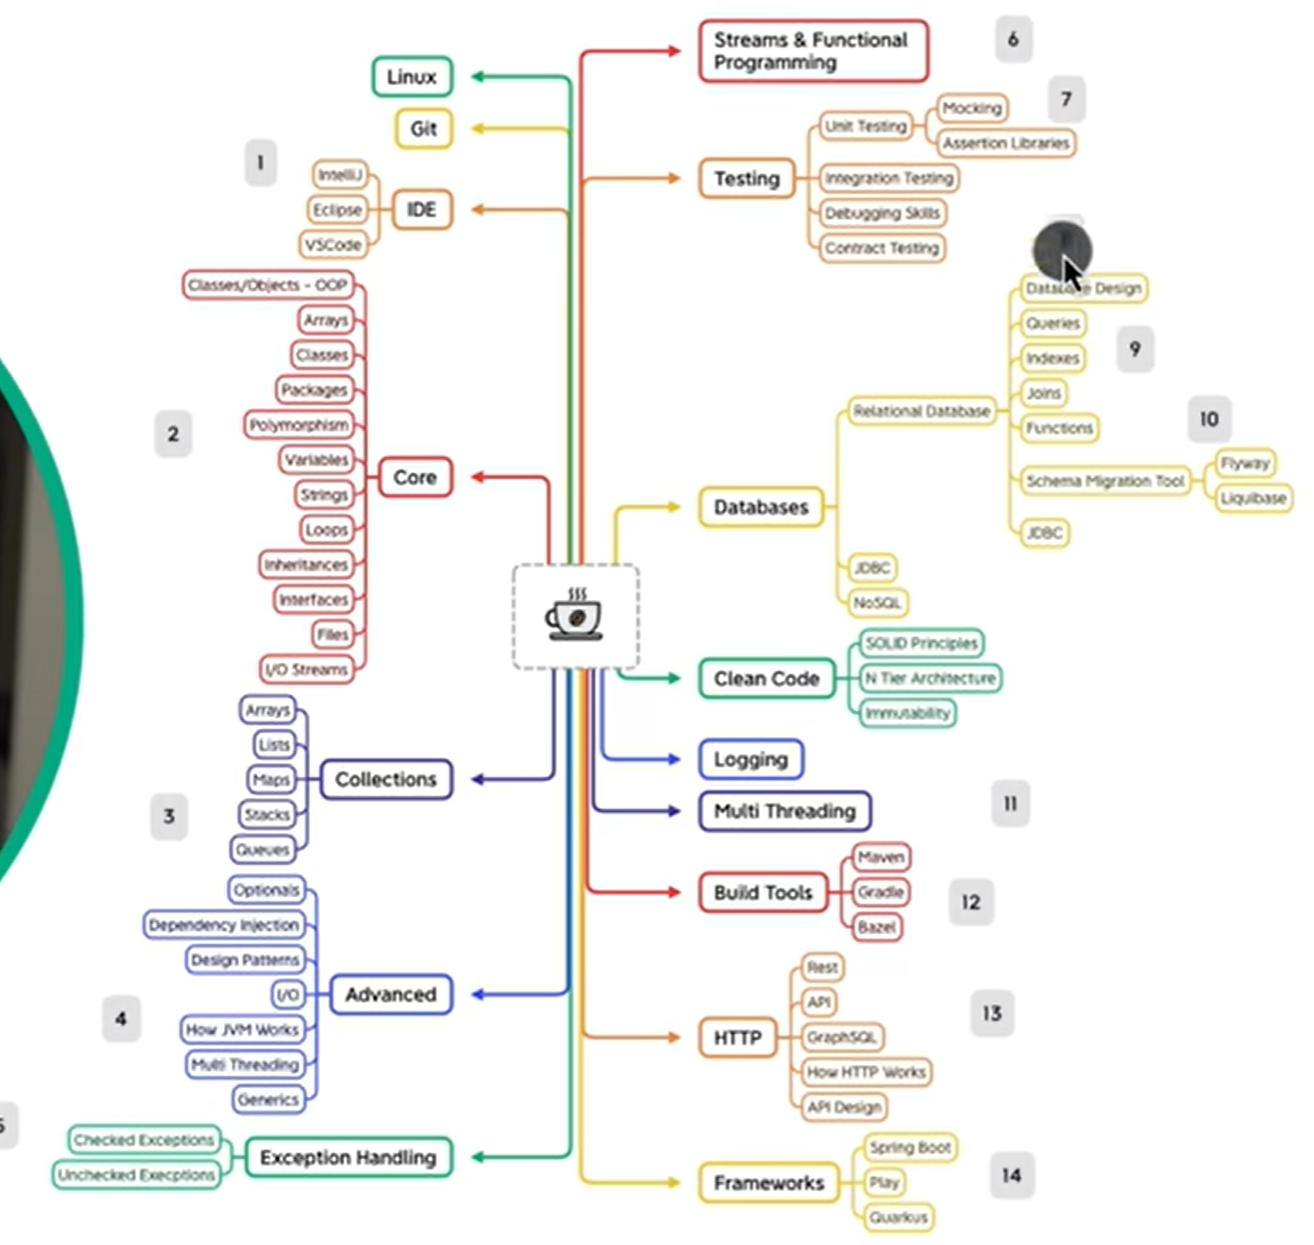 Linux
Git
1
IntelliJ
Eclipse
VSCode
IDE
Classes/Objects - OOP
Arrays
Classes
Packages
Polymorphism
Variables
Strings
Loops
Inheritances
Interfaces
Files
I/O Streams
2
Core
Arrays
Lists
Maps
Stacks
Queues
3
Collections
Optionals
Dependency Injection
Design Patterns
I/O
How JVM Works
Multi Threading
Generics
4
Advanced
5
Checked Exceptions
Unchecked Execptions
Exception Handling
Streams & Functional
Programming
6
7
Testing
Unit Testing
Mocking
Assertion Libraries
Integration Testing
Debugging Skills
Contract Testing
Databases
Relational Database
Database Design
Queries
Indexes
Joins
Functions
9
10
Schema Migration Tool
Flyway
Liquibase
JDBC
JDBC
NoSQL
Clean Code
SOLID Principles
N Tier Architecture
Immutability
Logging
Multi Threading
11
Build Tools
Maven
Gradle
Bazel
12
HTTP
Rest
API
GraphSQL
How HTTP Works
API Design
13
Frameworks
Spring Boot
Play
Quarkus
14